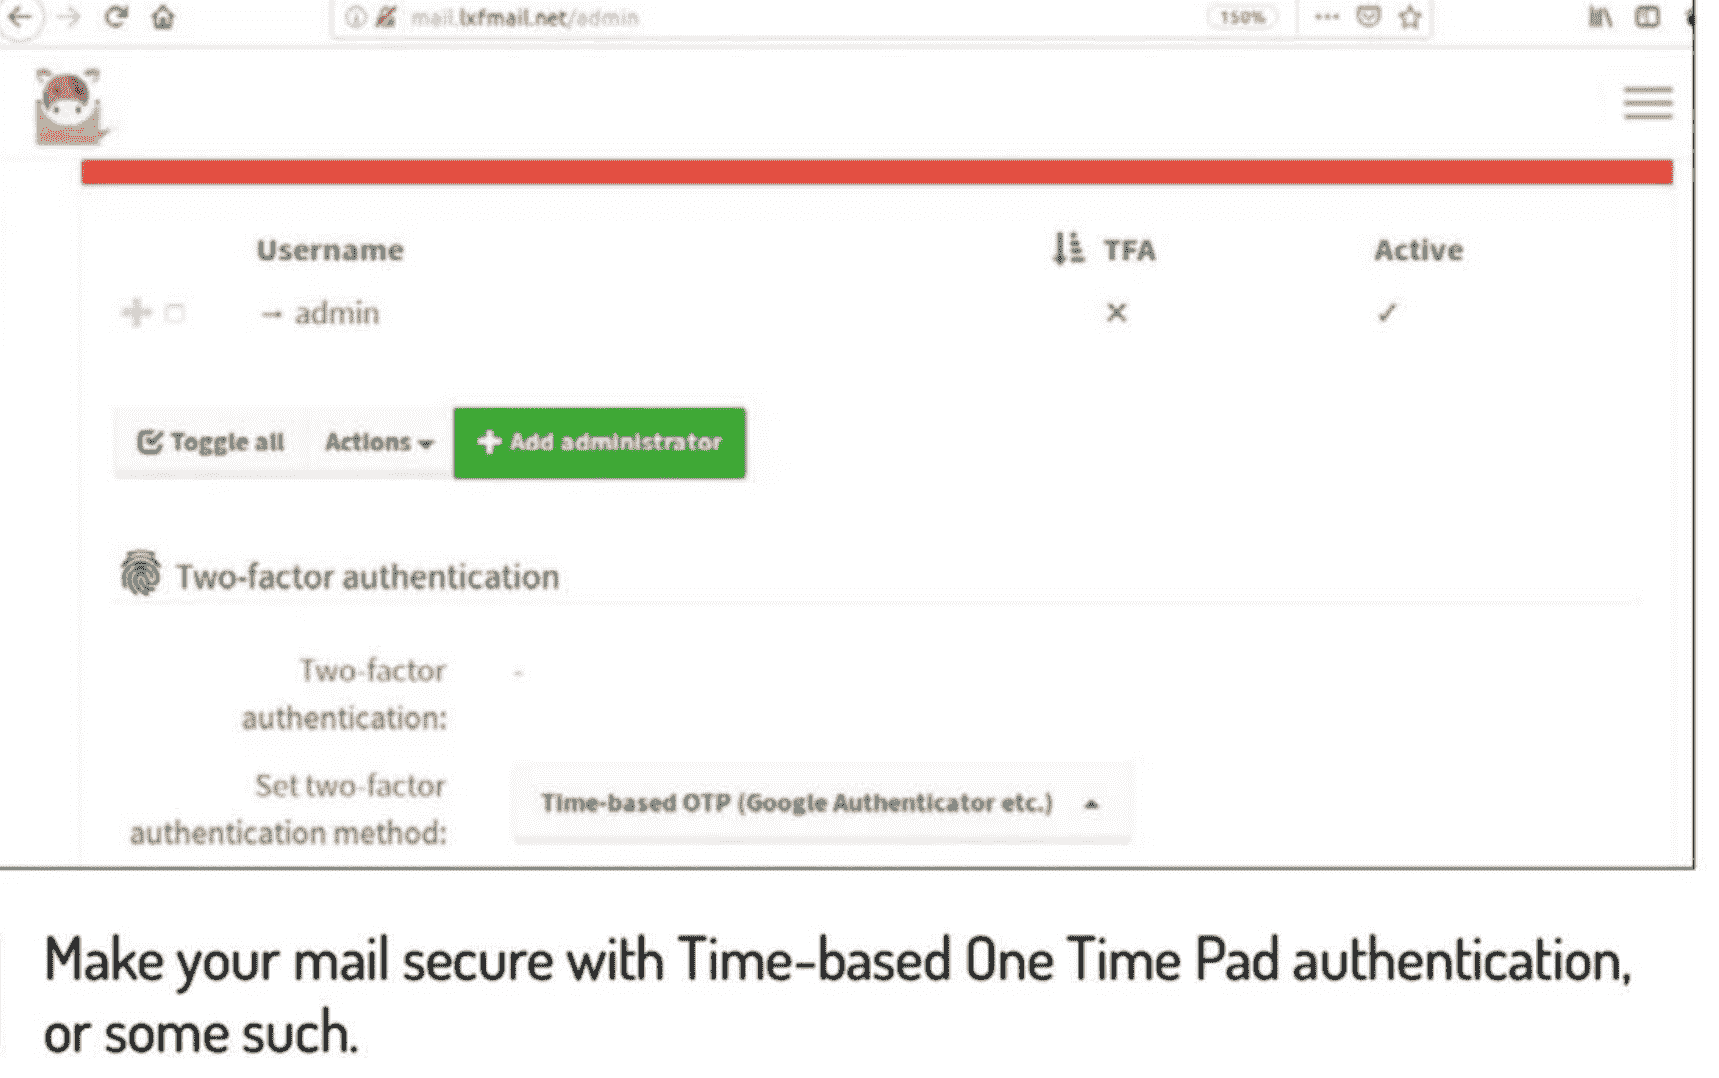 mail.lxfmail.net/admin 150%
Username TFA Active
→ admin
Toggle all Actions Add administrator
Two-factor authentication
Two-factor -
authentication:
Set two-factor
authentication method:
Time-based OTP (Google Authenticator etc.)
Make your mail secure with Time-based One Time Pad authentication,
or some such.